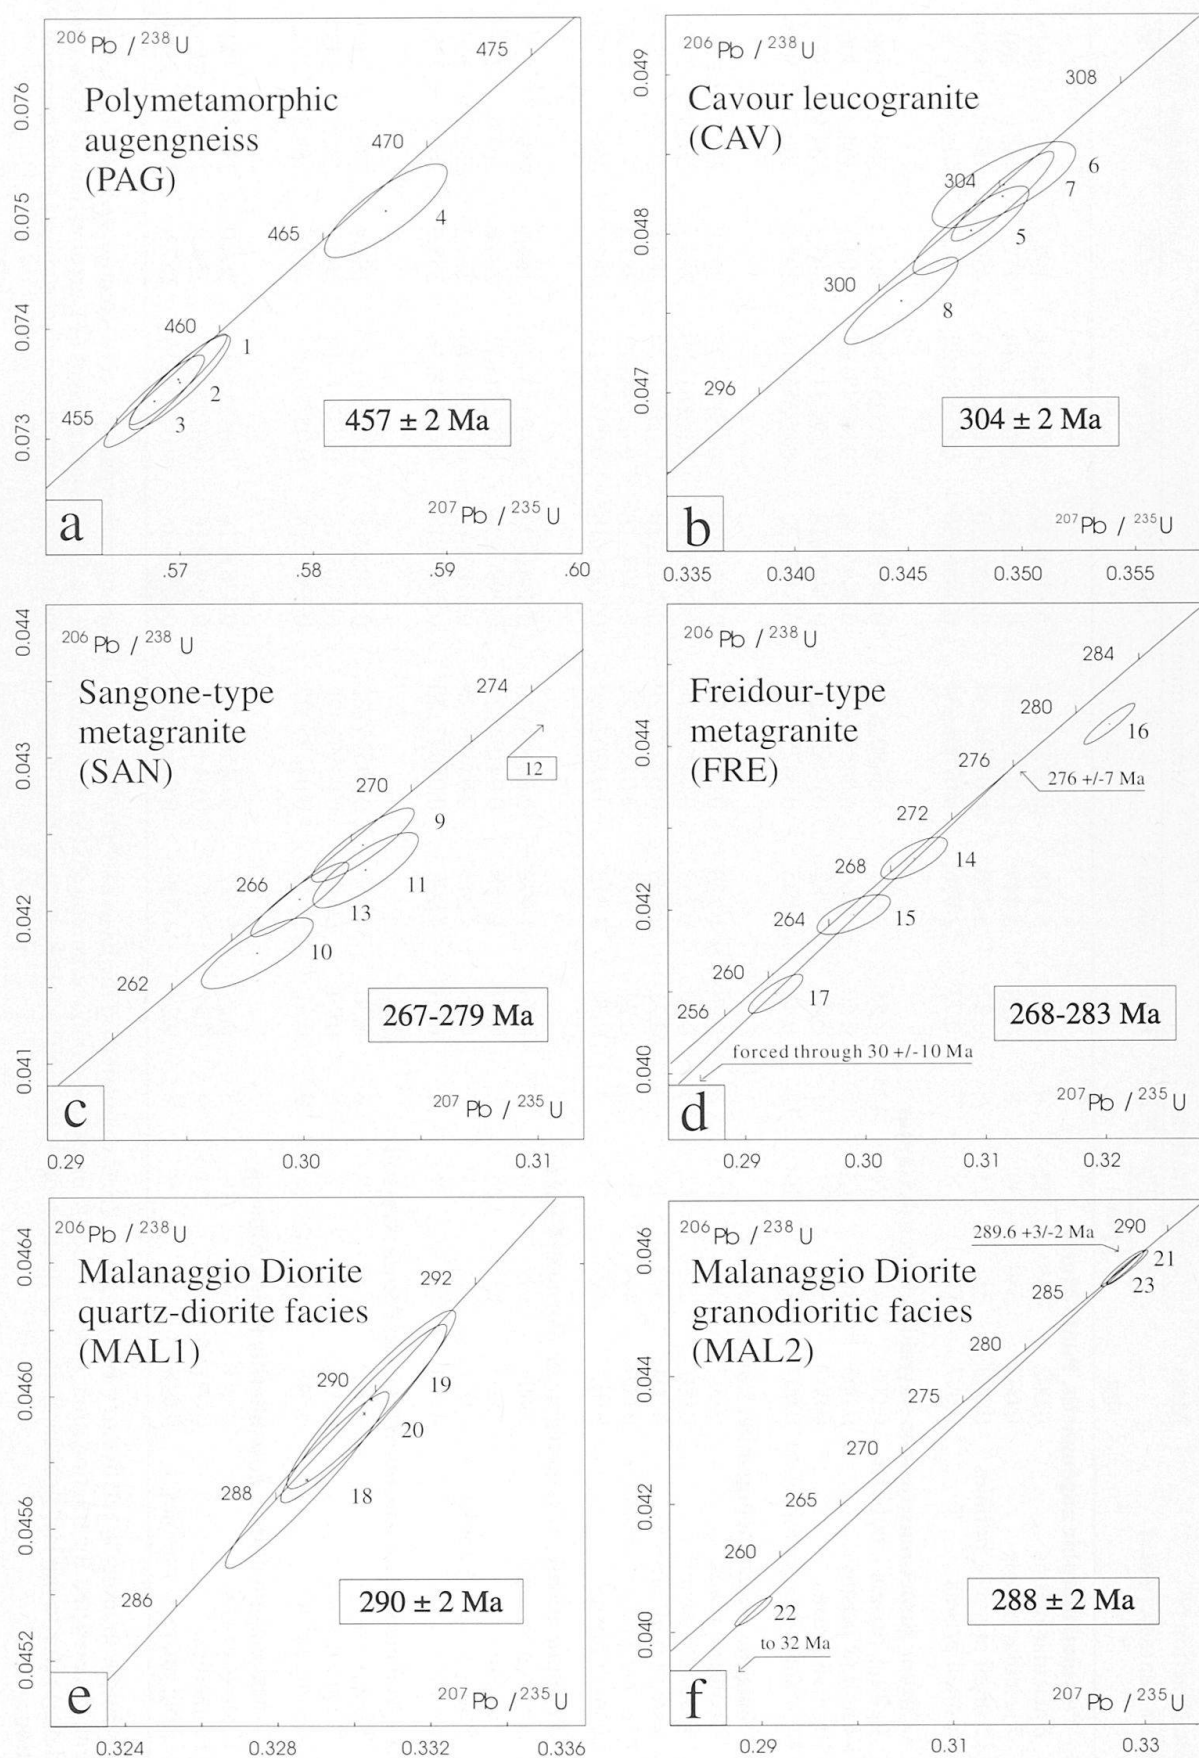 206Pb / 238U
Polymetamorphic
augengneiss
(PAG)
475
470
465
460
455
1
2
3
4
457 ± 2 Ma
207Pb / 235U
a
0.076
0.075
0.074
0.073
.57
.58
.59
.60
206Pb / 238U
Cavour leucogranite
(CAV)
308
304
300
296
6
7
5
8
304 ± 2 Ma
207Pb / 235U
b
0.049
0.048
0.047
0.335
0.340
0.345
0.350
0.355
206Pb / 238U
Sangone-type
metagranite
(SAN)
274
270
266
262
12
9
11
13
10
267-279 Ma
207Pb / 235U
c
0.044
0.043
0.042
0.041
0.29
0.30
0.31
206Pb / 238U
Freidour-type
metagranite
(FRE)
284
280
276
272
268
264
260
256
16
276 +/-7 Ma
14
15
17
268-283 Ma
forced through 30 +/-10 Ma
207Pb / 235U
d
0.044
0.042
0.040
0.29
0.30
0.31
0.32
206Pb / 238U
Malanaggio Diorite
quartz-diorite facies
(MAL1)
292
290
288
286
19
20
18
290 ± 2 Ma
207Pb / 235U
e
0.0464
0.0460
0.0456
0.0452
0.324
0.328
0.332
0.336
206Pb / 238U
289.6 +3/-2 Ma
Malanaggio Diorite
granodioritic facies
(MAL2)
290
285
280
275
270
265
260
21
23
22
288 ± 2 Ma
to 32 Ma
207Pb / 235U
f
0.046
0.044
0.042
0.040
0.29
0.31
0.33